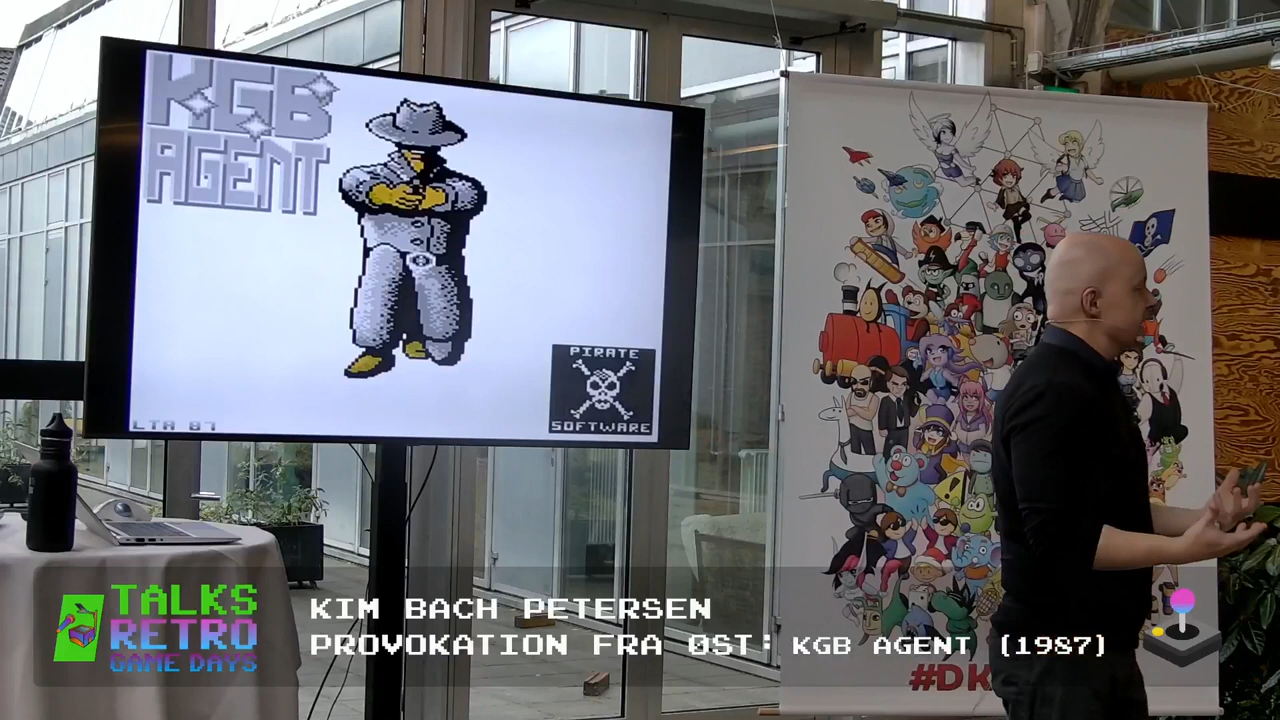 KGB
AGENT
PIRATE
SOFTWARE
LTA 87
TALKS
RETRO
GAME DAYS
KIM BACH PETERSEN
PROVOKATION FRA ØST: KGB AGENT (1987)
#DK